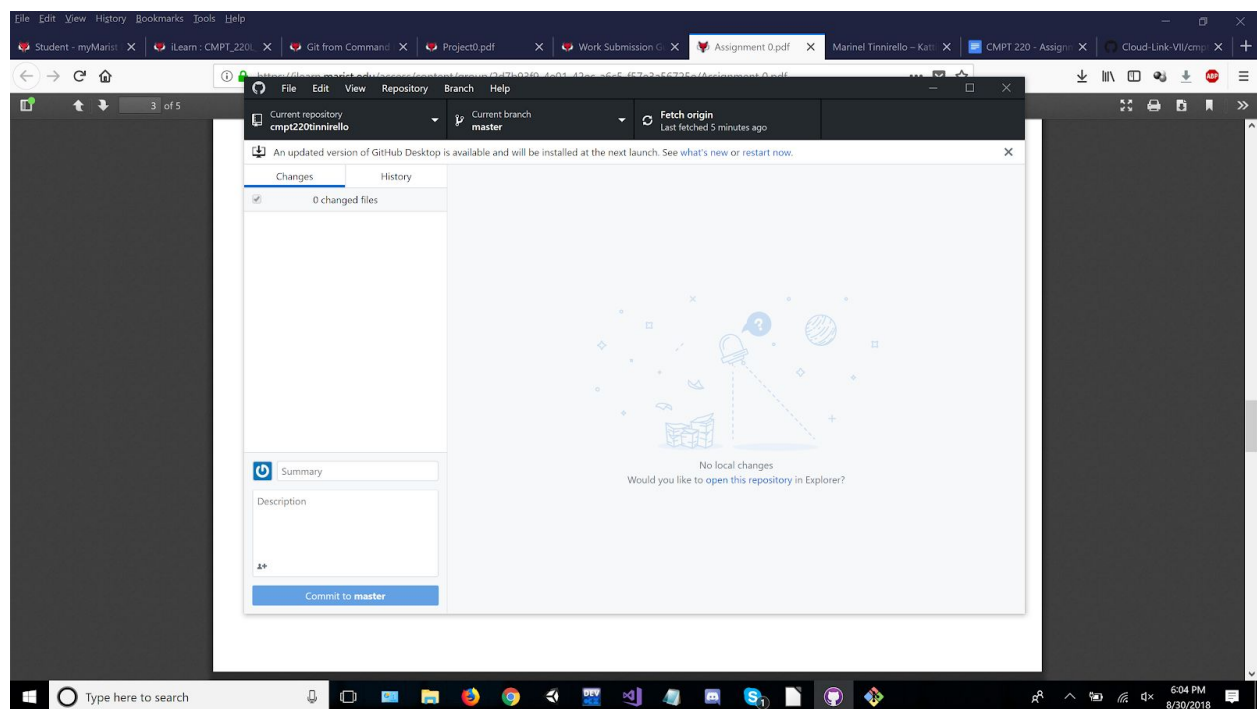 File Edit View History Bookmarks Tools Help
Student - myMarist
iLearn : CMPT_220L
Git from Command
Project0.pdf
Work Submission G
Assignment 0.pdf
Marinel Tinnirello – Katt
CMPT 220 - Assignm
Cloud-Link-VII/cmp
3 of 5
File Edit View Repository Branch Help
Current repository
cmpt220tinnirello
Current branch
master
Fetch origin
Last fetched 5 minutes ago
An updated version of GitHub Desktop is available and will be installed at the next launch. See what's new or restart now.
Changes
History
0 changed files
No local changes
Would you like to open this repository in Explorer?
Summary
Description
Commit to master
Type here to search
DEV
6:04 PM
8/30/2018